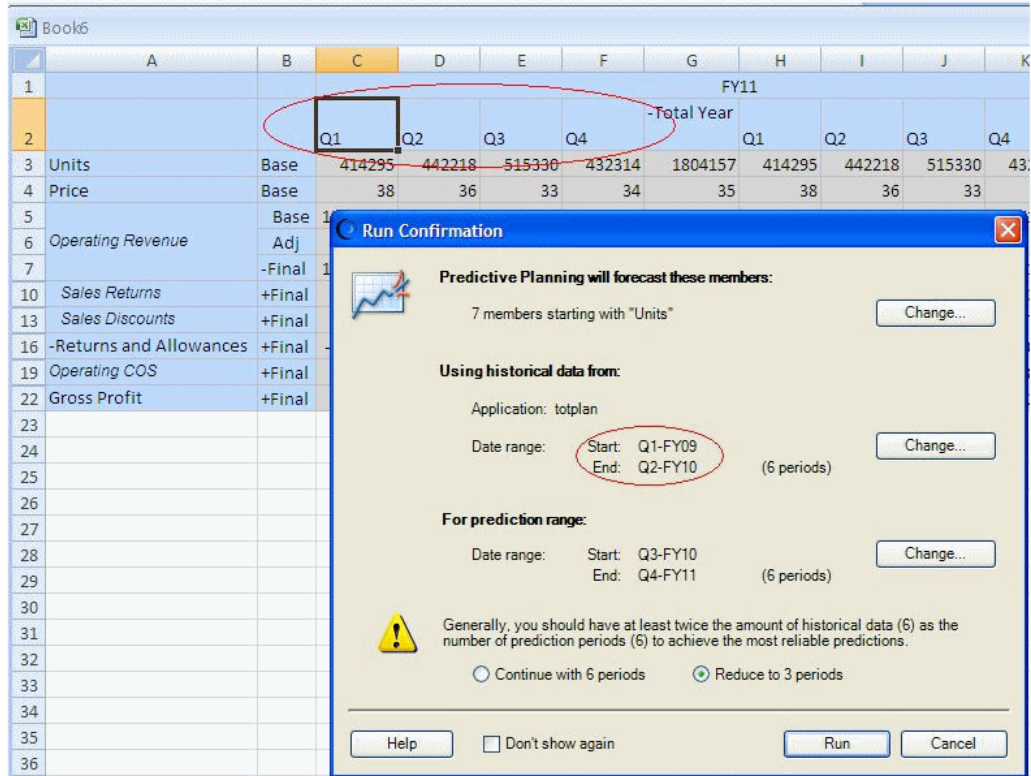 Book6
A B C D E F G H I J K
1 FY11
-Total Year
2 Q1 Q2 Q3 Q4 Q1 Q2 Q3 Q4
3 Units Base 414295 442218 515330 432314 1804157 414295 442218 515330 43
4 Price Base 38 36 33 34 35 38 36 33
5 Base 1
6 Operating Revenue Adj
7 -Final 1
10 Sales Returns +Final
13 Sales Discounts +Final
16 -Returns and Allowances +Final -
19 Operating COS +Final
22 Gross Profit +Final
23
24
25
26
27
28
29
30
31
32
33
34
35
36
Run Confirmation
Predictive Planning will forecast these members:
7 members starting with "Units"
Change...
Using historical data from:
Application: totplan
Date range: Start: Q1-FY09
Change...
End: Q2-FY10 (6 periods)
For prediction range:
Date range: Start: Q3-FY10
Change...
End: Q4-FY11 (6 periods)
Generally, you should have at least twice the amount of historical data (6) as the
number of prediction periods (6) to achieve the most reliable predictions.
Continue with 6 periods Reduce to 3 periods
Help Don't show again Run Cancel